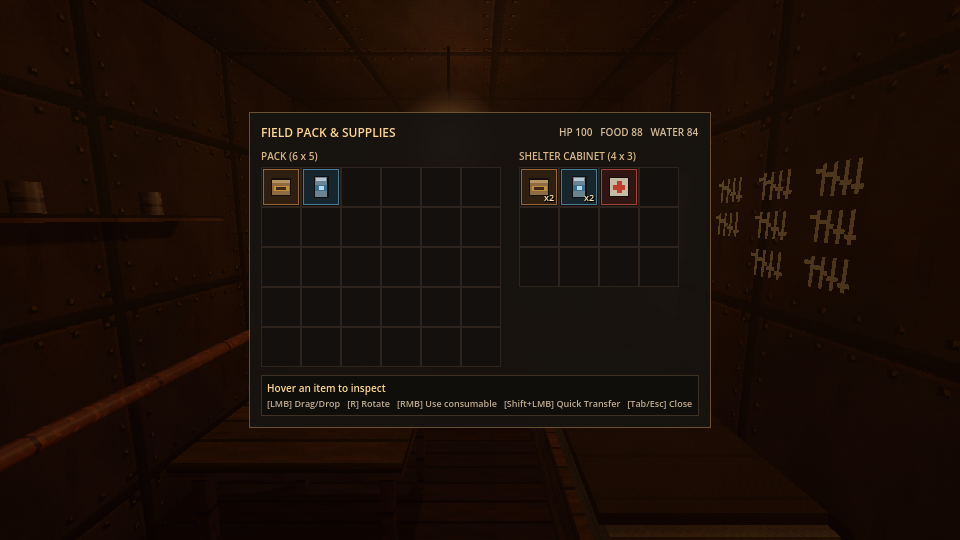 FIELD PACK & SUPPLIES
HP 100 FOOD 88 WATER 84
PACK (6 x 5)
SHELTER CABINET (4 x 3)
x2
x2
Hover an item to inspect
[LMB] Drag/Drop [R] Rotate [RMB] Use consumable [Shift+LMB] Quick Transfer [Tab/Esc] Close